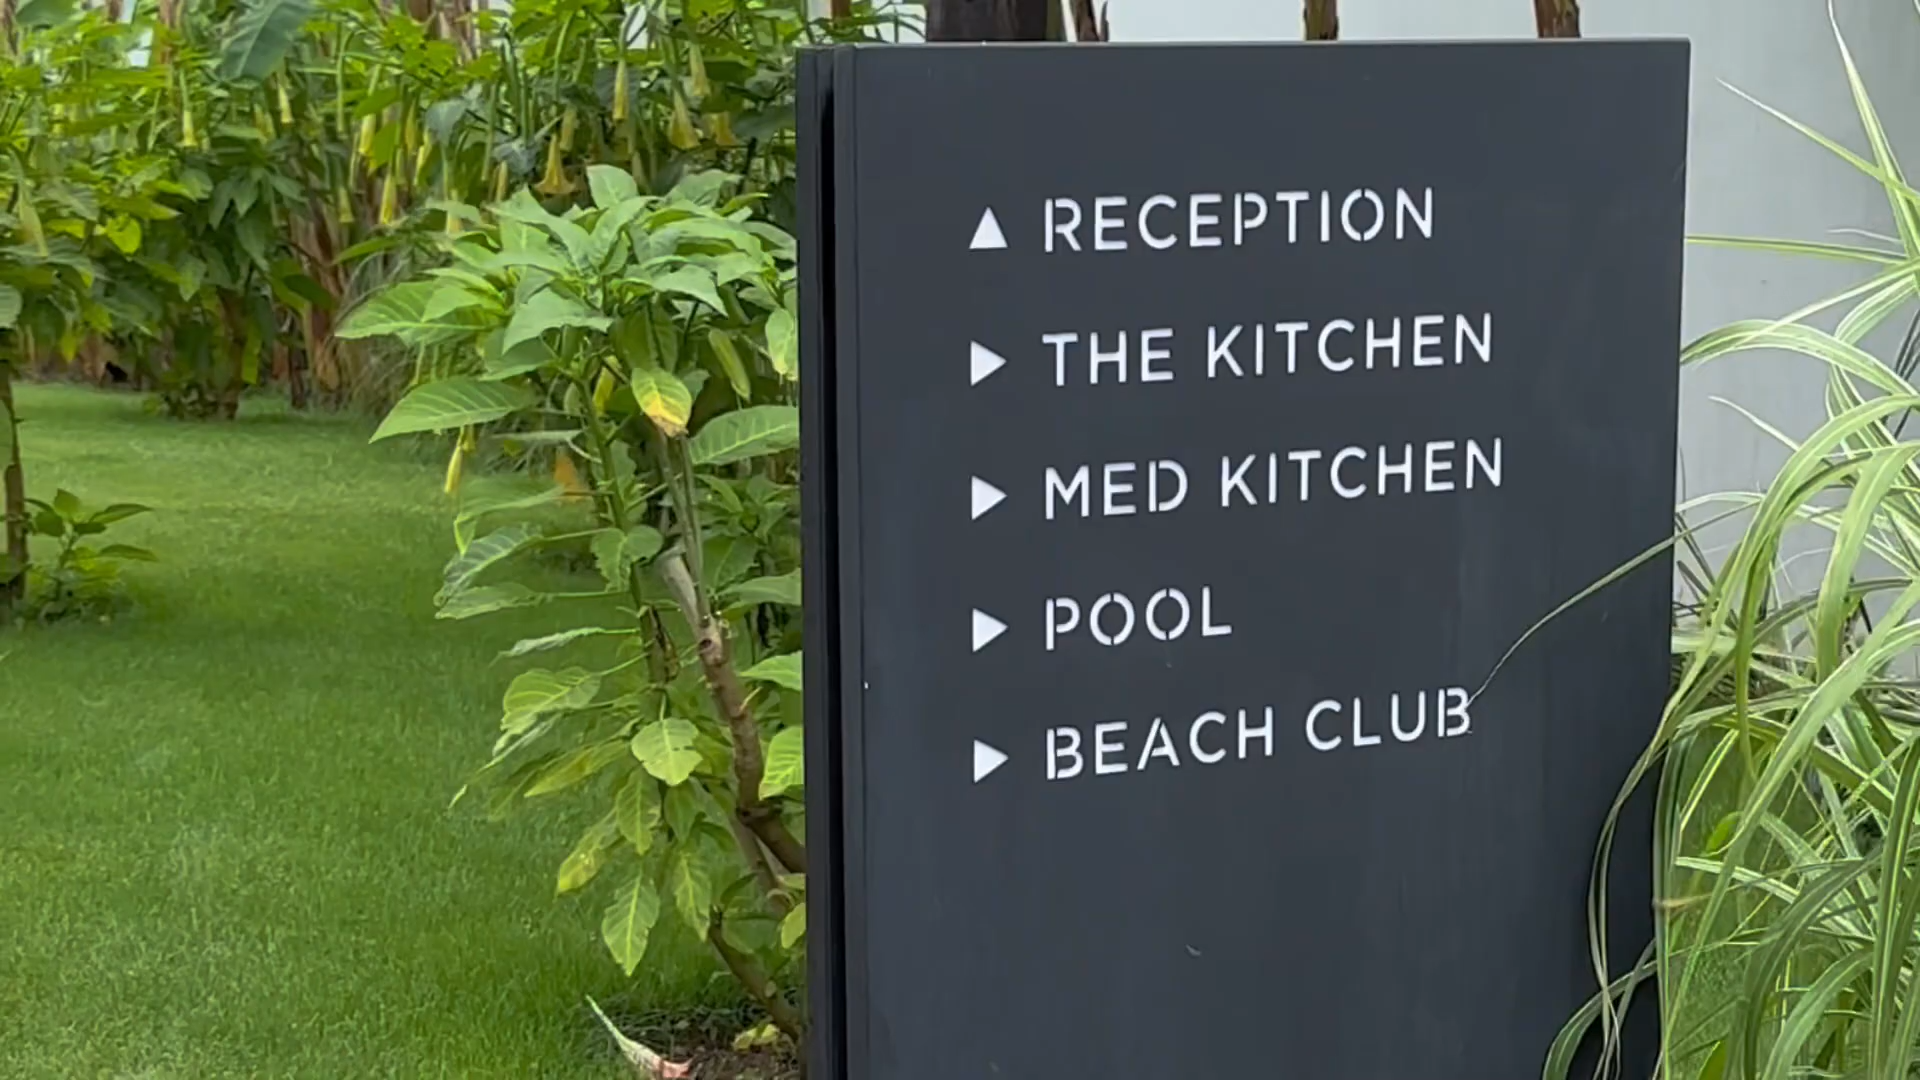 ▲ RECEPTION
▶ THE KITCHEN
▶ MED KITCHEN
▶ POOL
▶ BEACH CLUB